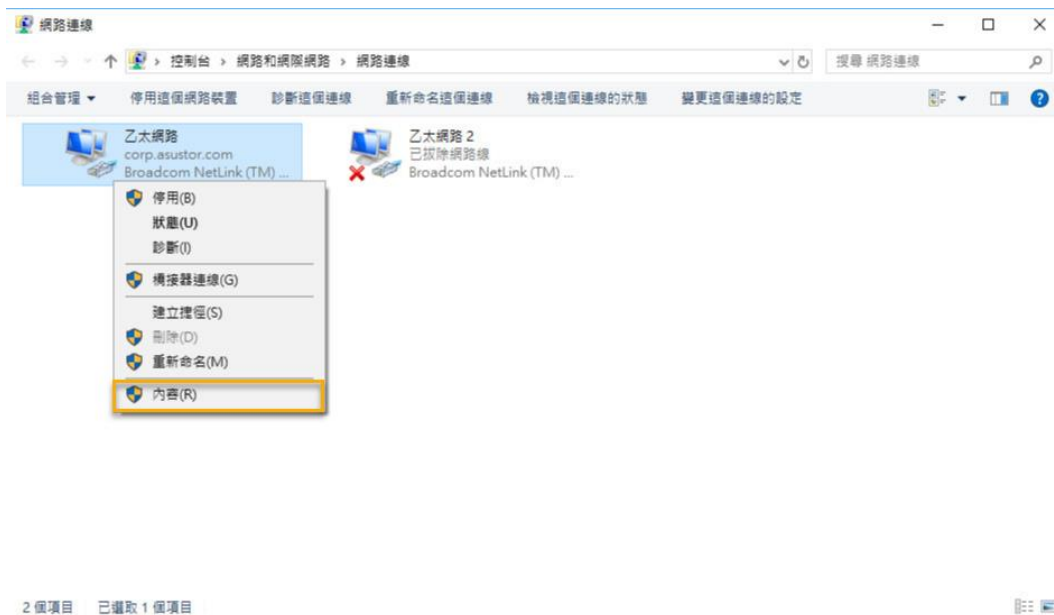 網路連線
控制台 › 網路和網際網路 › 網路連線
搜尋 網路連線
組合管理 停用這個網路裝置 診斷這個連線 重新命名這個連線 檢視這個連線的狀態 變更這個連線的設定
乙太網路
corp.asustor.com
Broadcom NetLink (TM) ...
乙太網路 2
已拔除網路線
Broadcom NetLink (TM) ...
停用(B)
狀態(U)
診斷(I)
橋接器連線(G)
建立捷徑(S)
刪除(D)
重新命名(M)
內容(R)
2 個項目 已選取 1 個項目